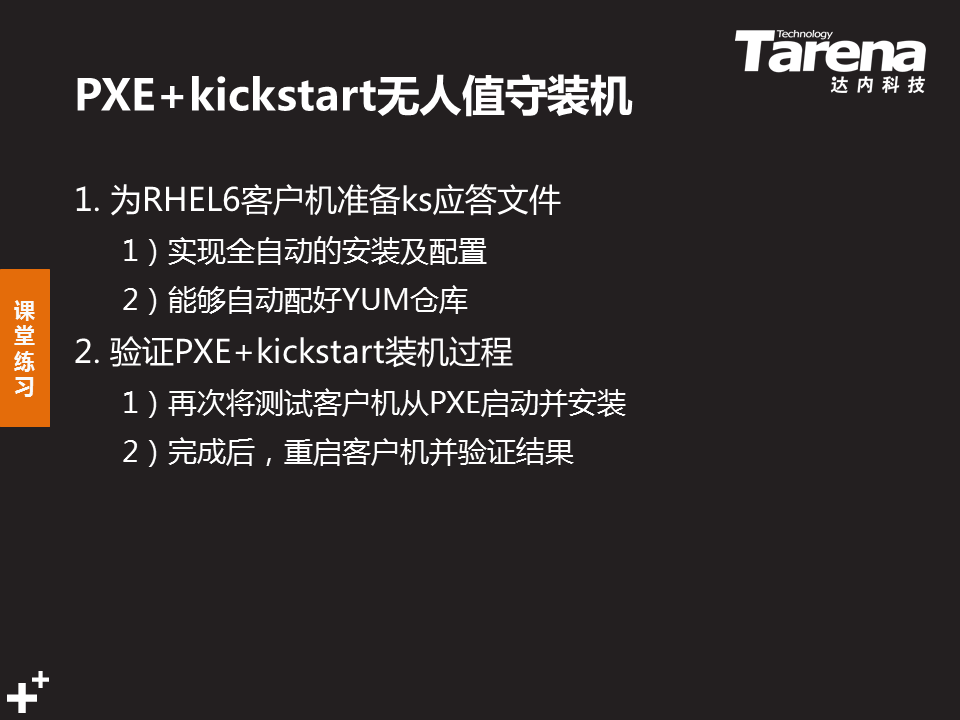 Technology
Tarena
达内科技
PXE+kickstart无人值守装机
1. 为RHEL6客户机准备ks应答文件
1）实现全自动的安装及配置
2）能够自动配好YUM仓库
2. 验证PXE+kickstart装机过程
1）再次将测试客户机从PXE启动并安装
2）完成后，重启客户机并验证结果
课
堂
练
习